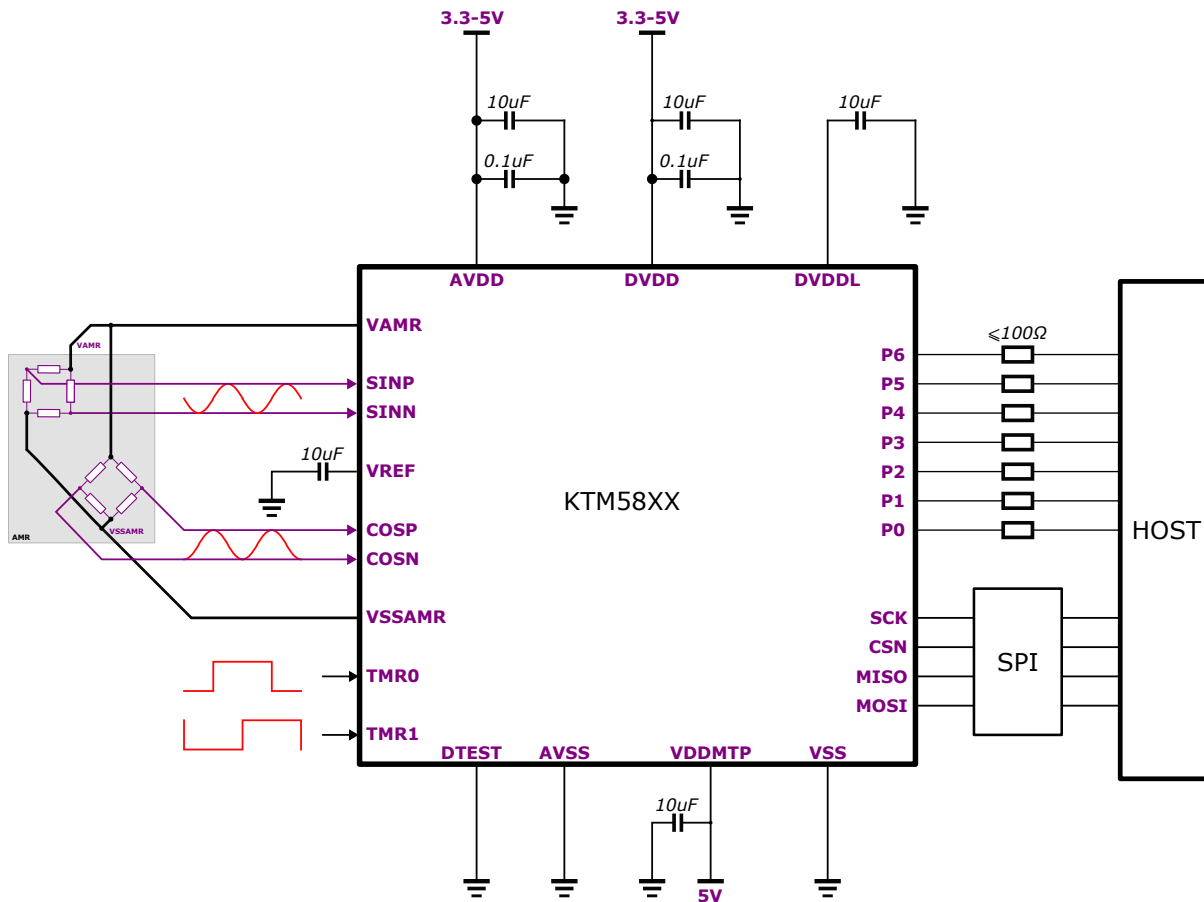 3.3-5V 3.3-5V
10uF 10uF 10uF
0.1uF 0.1uF
AVDD DVDD DVDDL
VAMR
VAMR
⩽100Ω
P6
SINP P5
SINN P4
P3
10uF VREF P2
KTM58XX
P1
COSP P0 HOST
VSSAMR
AMR
COSN
VSSAMR SCK
CSN
SPI
TMR0 MISO
MOSI
TMR1
DTEST AVSS VDDMTP VSS
10uF
5V